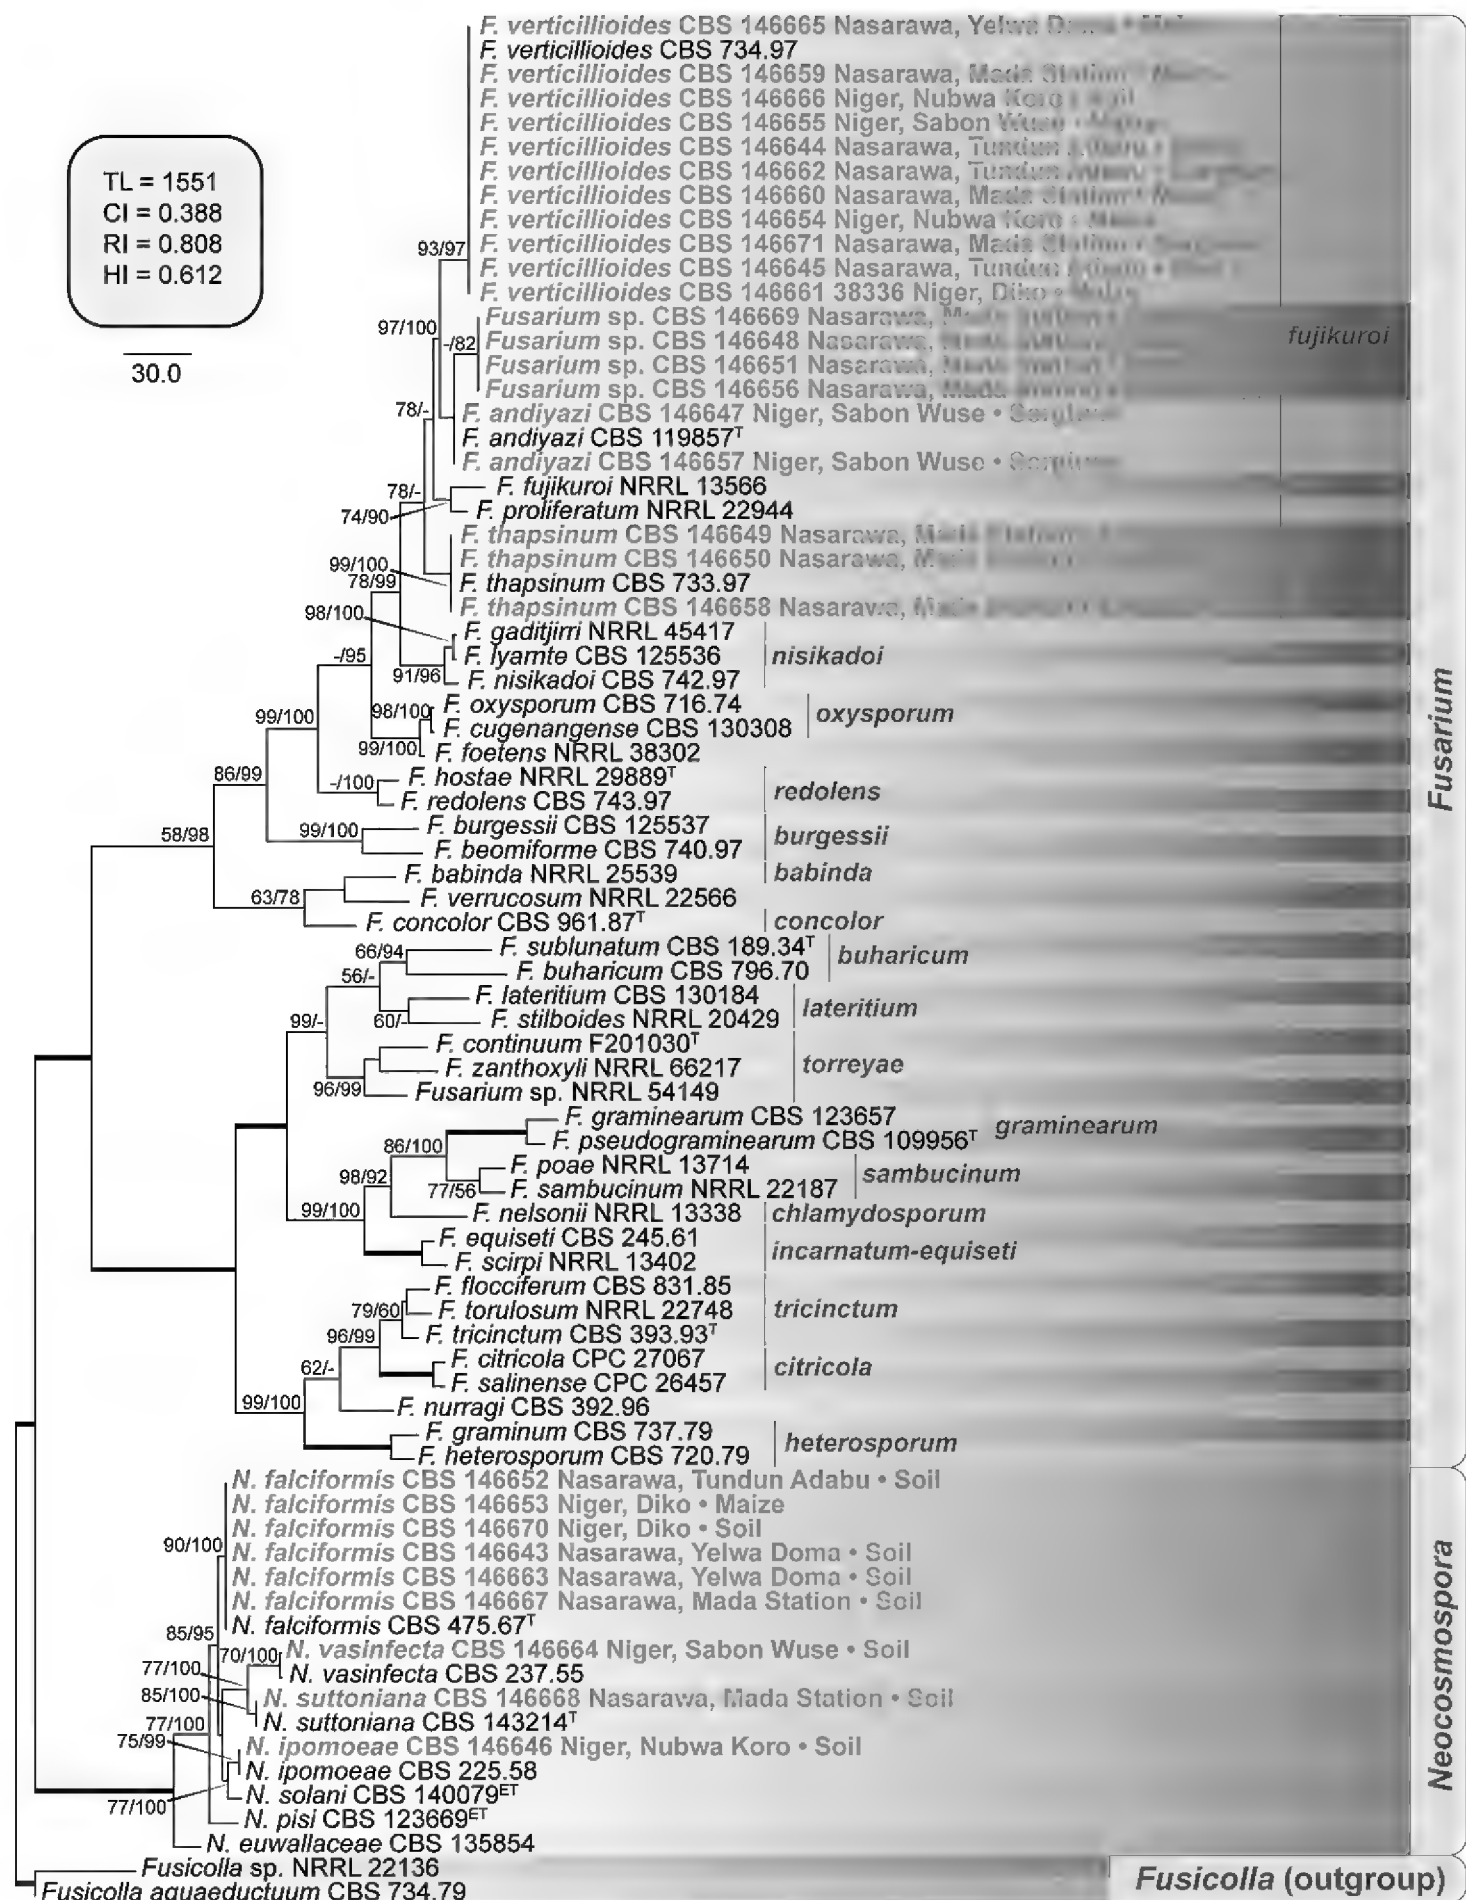 F. verticillioides CBS 146665 Nasarawa, Yelwa
F. verticillioides CBS 734.97
F. verticillioides CBS 146659 Nasarawa, Mada Station
F. verticillioides CBS 146666 Niger, Nubwa Koro
F. verticillioides CBS 146655 Niger, Sabon Wuse
F. verticillioides CBS 146644 Nasarawa, Tundun
F. verticillioides CBS 146662 Nasarawa, Tundun
F. verticillioides CBS 146660 Nasarawa, Mada Station
F. verticillioides CBS 146654 Niger, Nubwa Koro
F. verticillioides CBS 146671 Nasarawa, Mada Station
F. verticillioides CBS 146645 Nasarawa, Tundun
F. verticillioides CBS 146661 38336 Niger, Diko
TL = 1551
CI = 0.388
RI = 0.808
HI = 0.612
30.0
93/97
97/100
-/82
Fusarium sp. CBS 146669 Nasarawa,
Fusarium sp. CBS 146648 Nasarawa,
Fusarium sp. CBS 146651 Nasarawa,
Fusarium sp. CBS 146656 Nasarawa, Mada
fujikuroi
78/-
F. andiyazi CBS 146647 Niger, Sabon Wuse •
F. andiyazi CBS 119857T
F. andiyazi CBS 146657 Niger, Sabon Wuse •
78/-
74/90
F. fujikuroi NRRL 13566
F. proliferatum NRRL 22944
F. thapsinum CBS 146649 Nasarawa,
F. thapsinum CBS 146650 Nasarawa,
99/100
78/99
F. thapsinum CBS 733.97
F. thapsinum CBS 146658 Nasarawa,
98/100
F. gaditjirri NRRL 45417
F. lyamte CBS 125536
F. nisikadoi CBS 742.97
nisikadoi
-/95
91/96
98/100
99/100
F. oxysporum CBS 716.74
F. cugenangense CBS 130308
F. foetens NRRL 38302
oxysporum
99/100
86/99
-/100
F. hostae NRRL 29889T
F. redolens CBS 743.97
redolens
58/98
99/100
F. burgessii CBS 125537
F. beomiforme CBS 740.97
burgessii
63/78
F. babinda NRRL 25539
babinda
F. verrucosum NRRL 22566
F. concolor CBS 961.87T
concolor
66/94
F. sublunatum CBS 189.34T
F. buharicum CBS 796.70
buharicum
56/-
F. lateritium CBS 130184
F. stilboides NRRL 20429
lateritium
60/-
99/-
F. continuum F201030T
F. zanthoxyli NRRL 66217
Fusarium sp. NRRL 54149
torreyae
96/99
F. graminearum CBS 123657
F. pseudograminearum CBS 109956T
graminearum
86/100
F. poae NRRL 13714
F. sambucinum NRRL 22187
sambucinum
77/56
98/92
F. nelsonii NRRL 13338
chlamydosporum
99/100
F. equiseti CBS 245.61
F. scirpi NRRL 13402
incarnatum-equiseti
F. flocciferum CBS 831.85
F. torulosum NRRL 22748
F. tricinctum CBS 393.93T
tricinctum
79/60
96/99
F. citricola CPC 27067
F. salinense CPC 26457
citricola
62/-
F. nurragi CBS 392.96
99/100
F. graminum CBS 737.79
F. heterosporum CBS 720.79
heterosporum
Fusarium
N. falciformis CBS 146652 Nasarawa, Tundun Adabu • Soil
N. falciformis CBS 146653 Niger, Diko • Maize
N. falciformis CBS 146670 Niger, Diko • Soil
N. falciformis CBS 146643 Nasarawa, Yelwa Doma • Soil
N. falciformis CBS 146663 Nasarawa, Yelwa Doma • Soil
N. falciformis CBS 146667 Nasarawa, Mada Station • Soil
N. falciformis CBS 475.67T
90/100
85/95
70/100
N. vasinfecta CBS 146664 Niger, Sabon Wuse • Soil
N. vasinfecta CBS 237.55
77/100
85/100
N. suttoniana CBS 146668 Nasarawa, Mada Station • Soil
N. suttoniana CBS 143214T
77/100
75/99
N. ipomoeae CBS 146646 Niger, Nubwa Koro • Soil
N. ipomoeae CBS 225.58
N. solani CBS 140079ET
77/100
N. pisi CBS 123669ET
N. euwallaceae CBS 135854
Neocosmospora
Fusicolla sp. NRRL 22136
Fusicolla aquaeductuum CBS 734.79
Fusicolla (outgroup)